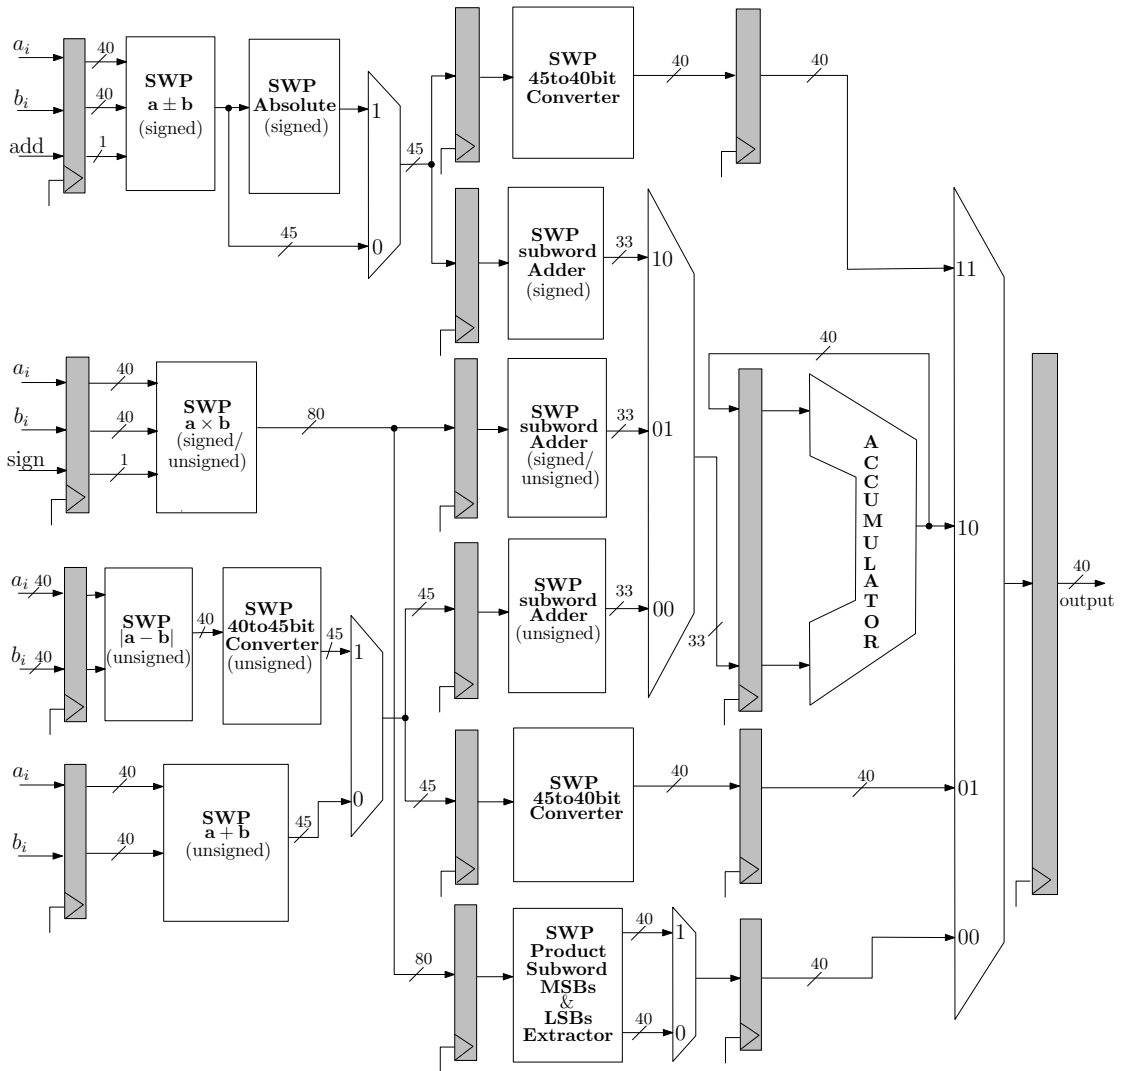 a_i
40
SWP
a ± b
(signed)
b_i
40
add
1
SWP
Absolute
(signed)
45
1
0
45
SWP
45to40bit
Converter
40
40
SWP
subword
Adder
(signed)
33
10
11
a_i
40
b_i
40
sign
1
SWP
a × b
(signed/
unsigned)
80
SWP
subword
Adder
(signed/
unsigned)
33
01
40
ACCUMULATOR
10
40
output
a_i 40
b_i 40
SWP
|a − b|
(unsigned)
40
SWP
40to45bit
Converter
(unsigned)
45
1
0
45
SWP
subword
Adder
(unsigned)
33
00
33
a_i
40
b_i
40
SWP
a + b
(unsigned)
45
45
SWP
45to40bit
Converter
40
40
01
80
SWP
Product
Subword
MSBs
&
LSBs
Extractor
40
40
1
0
40
00